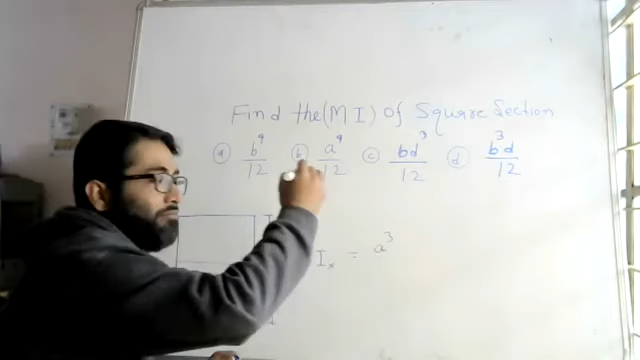 Find the (M I) Of Square Section
(a) b⁴/12 (b) a⁴/12 (c) bd³/12 (d) b³d/12
Iₓ = a³